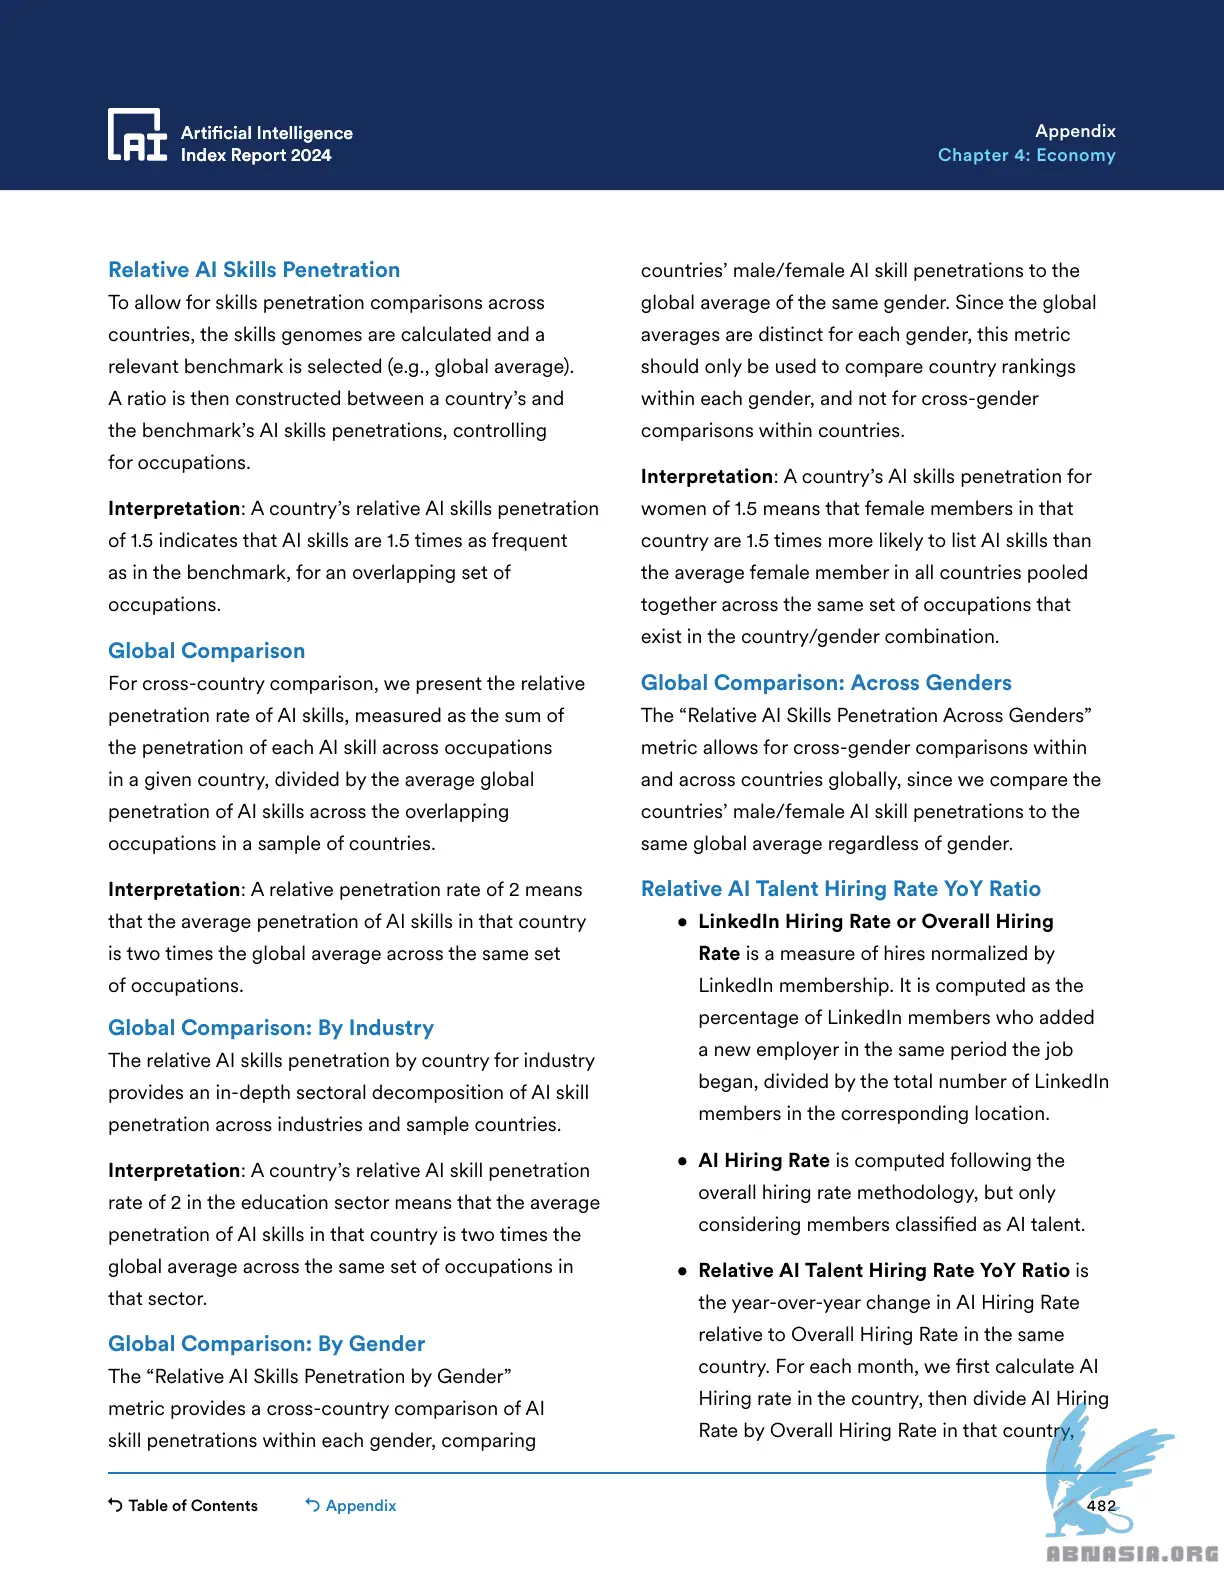 AI
Artificial Intelligence
Index Report 2024
Appendix
Chapter 4: Economy
Relative AI Skills Penetration
To allow for skills penetration comparisons across
countries, the skills genomes are calculated and a
relevant benchmark is selected (e.g., global average).
A ratio is then constructed between a country’s and
the benchmark’s AI skills penetrations, controlling
for occupations.
Interpretation: A country’s relative AI skills penetration
of 1.5 indicates that AI skills are 1.5 times as frequent
as in the benchmark, for an overlapping set of
occupations.
Global Comparison
For cross-country comparison, we present the relative
penetration rate of AI skills, measured as the sum of
the penetration of each AI skill across occupations
in a given country, divided by the average global
penetration of AI skills across the overlapping
occupations in a sample of countries.
Interpretation: A relative penetration rate of 2 means
that the average penetration of AI skills in that country
is two times the global average across the same set
of occupations.
Global Comparison: By Industry
The relative AI skills penetration by country for industry
provides an in-depth sectoral decomposition of AI skill
penetration across industries and sample countries.
Interpretation: A country’s relative AI skill penetration
rate of 2 in the education sector means that the average
penetration of AI skills in that country is two times the
global average across the same set of occupations in
that sector.
Global Comparison: By Gender
The “Relative AI Skills Penetration by Gender”
metric provides a cross-country comparison of AI
skill penetrations within each gender, comparing
countries’ male/female AI skill penetrations to the
global average of the same gender. Since the global
averages are distinct for each gender, this metric
should only be used to compare country rankings
within each gender, and not for cross-gender
comparisons within countries.
Interpretation: A country’s AI skills penetration for
women of 1.5 means that female members in that
country are 1.5 times more likely to list AI skills than
the average female member in all countries pooled
together across the same set of occupations that
exist in the country/gender combination.
Global Comparison: Across Genders
The “Relative AI Skills Penetration Across Genders”
metric allows for cross-gender comparisons within
and across countries globally, since we compare the
countries’ male/female AI skill penetrations to the
same global average regardless of gender.
Relative AI Talent Hiring Rate YoY Ratio
● LinkedIn Hiring Rate or Overall Hiring
Rate is a measure of hires normalized by
LinkedIn membership. It is computed as the
percentage of LinkedIn members who added
a new employer in the same period the job
began, divided by the total number of LinkedIn
members in the corresponding location.
● AI Hiring Rate is computed following the
overall hiring rate methodology, but only
considering members classified as AI talent.
● Relative AI Talent Hiring Rate YoY Ratio is
the year-over-year change in AI Hiring Rate
relative to Overall Hiring Rate in the same
country. For each month, we first calculate AI
Hiring rate in the country, then divide AI Hiring
Rate by Overall Hiring Rate in that country,
Table of Contents
Appendix
482
ABNASIA.ORG